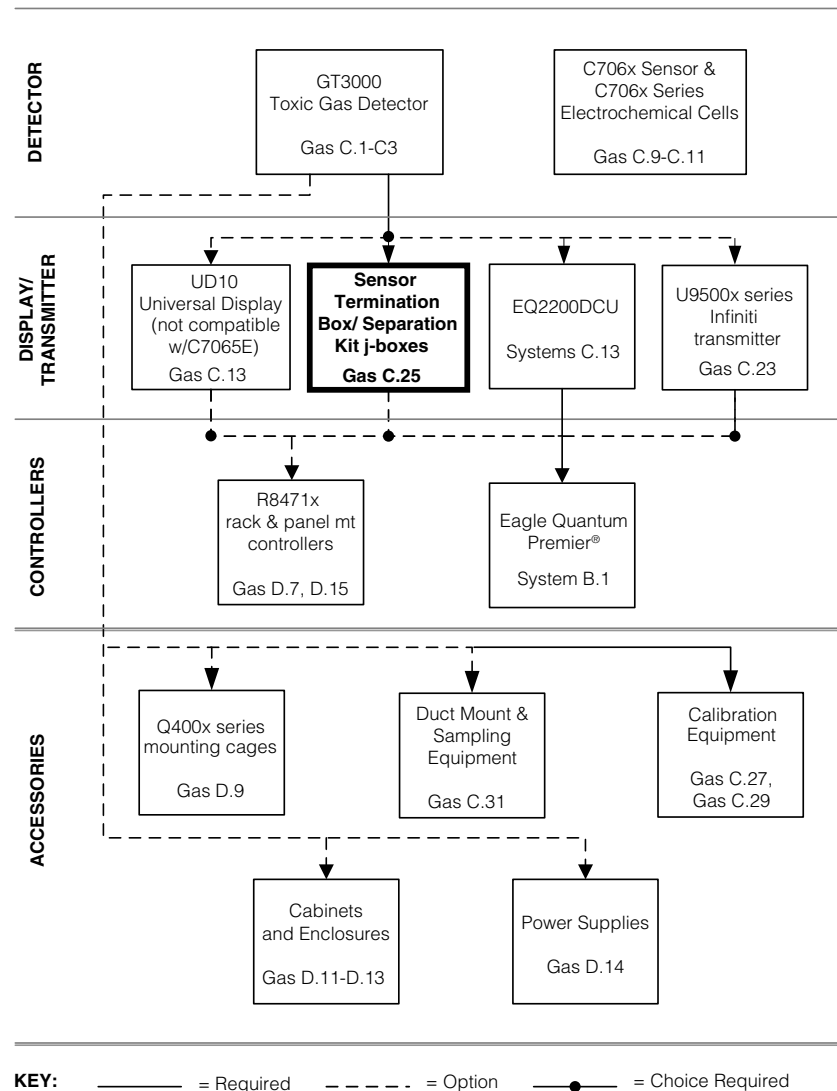 DETECTOR
GT3000
Toxic Gas Detector
Gas C.1-C3
C706x Sensor &
C706x Series
Electrochemical Cells
Gas C.9-C.11
DISPLAY/
TRANSMITTER
UD10
Universal Display
(not compatible
w/C7065E)
Gas C.13
Sensor
Termination
Box/ Separation
Kit j-boxes
Gas C.25
EQ2200DCU
Systems C.13
U9500x series
Infiniti
transmitter
Gas C.23
CONTROLLERS
R8471x
rack & panel mt
controllers
Gas D.7, D.15
Eagle Quantum
Premier®
System B.1
ACCESSORIES
Q400x series
mounting cages
Gas D.9
Duct Mount &
Sampling
Equipment
Gas C.31
Calibration
Equipment
Gas C.27,
Gas C.29
Cabinets
and Enclosures
Gas D.11-D.13
Power Supplies
Gas D.14
KEY: = Required = Option = Choice Required